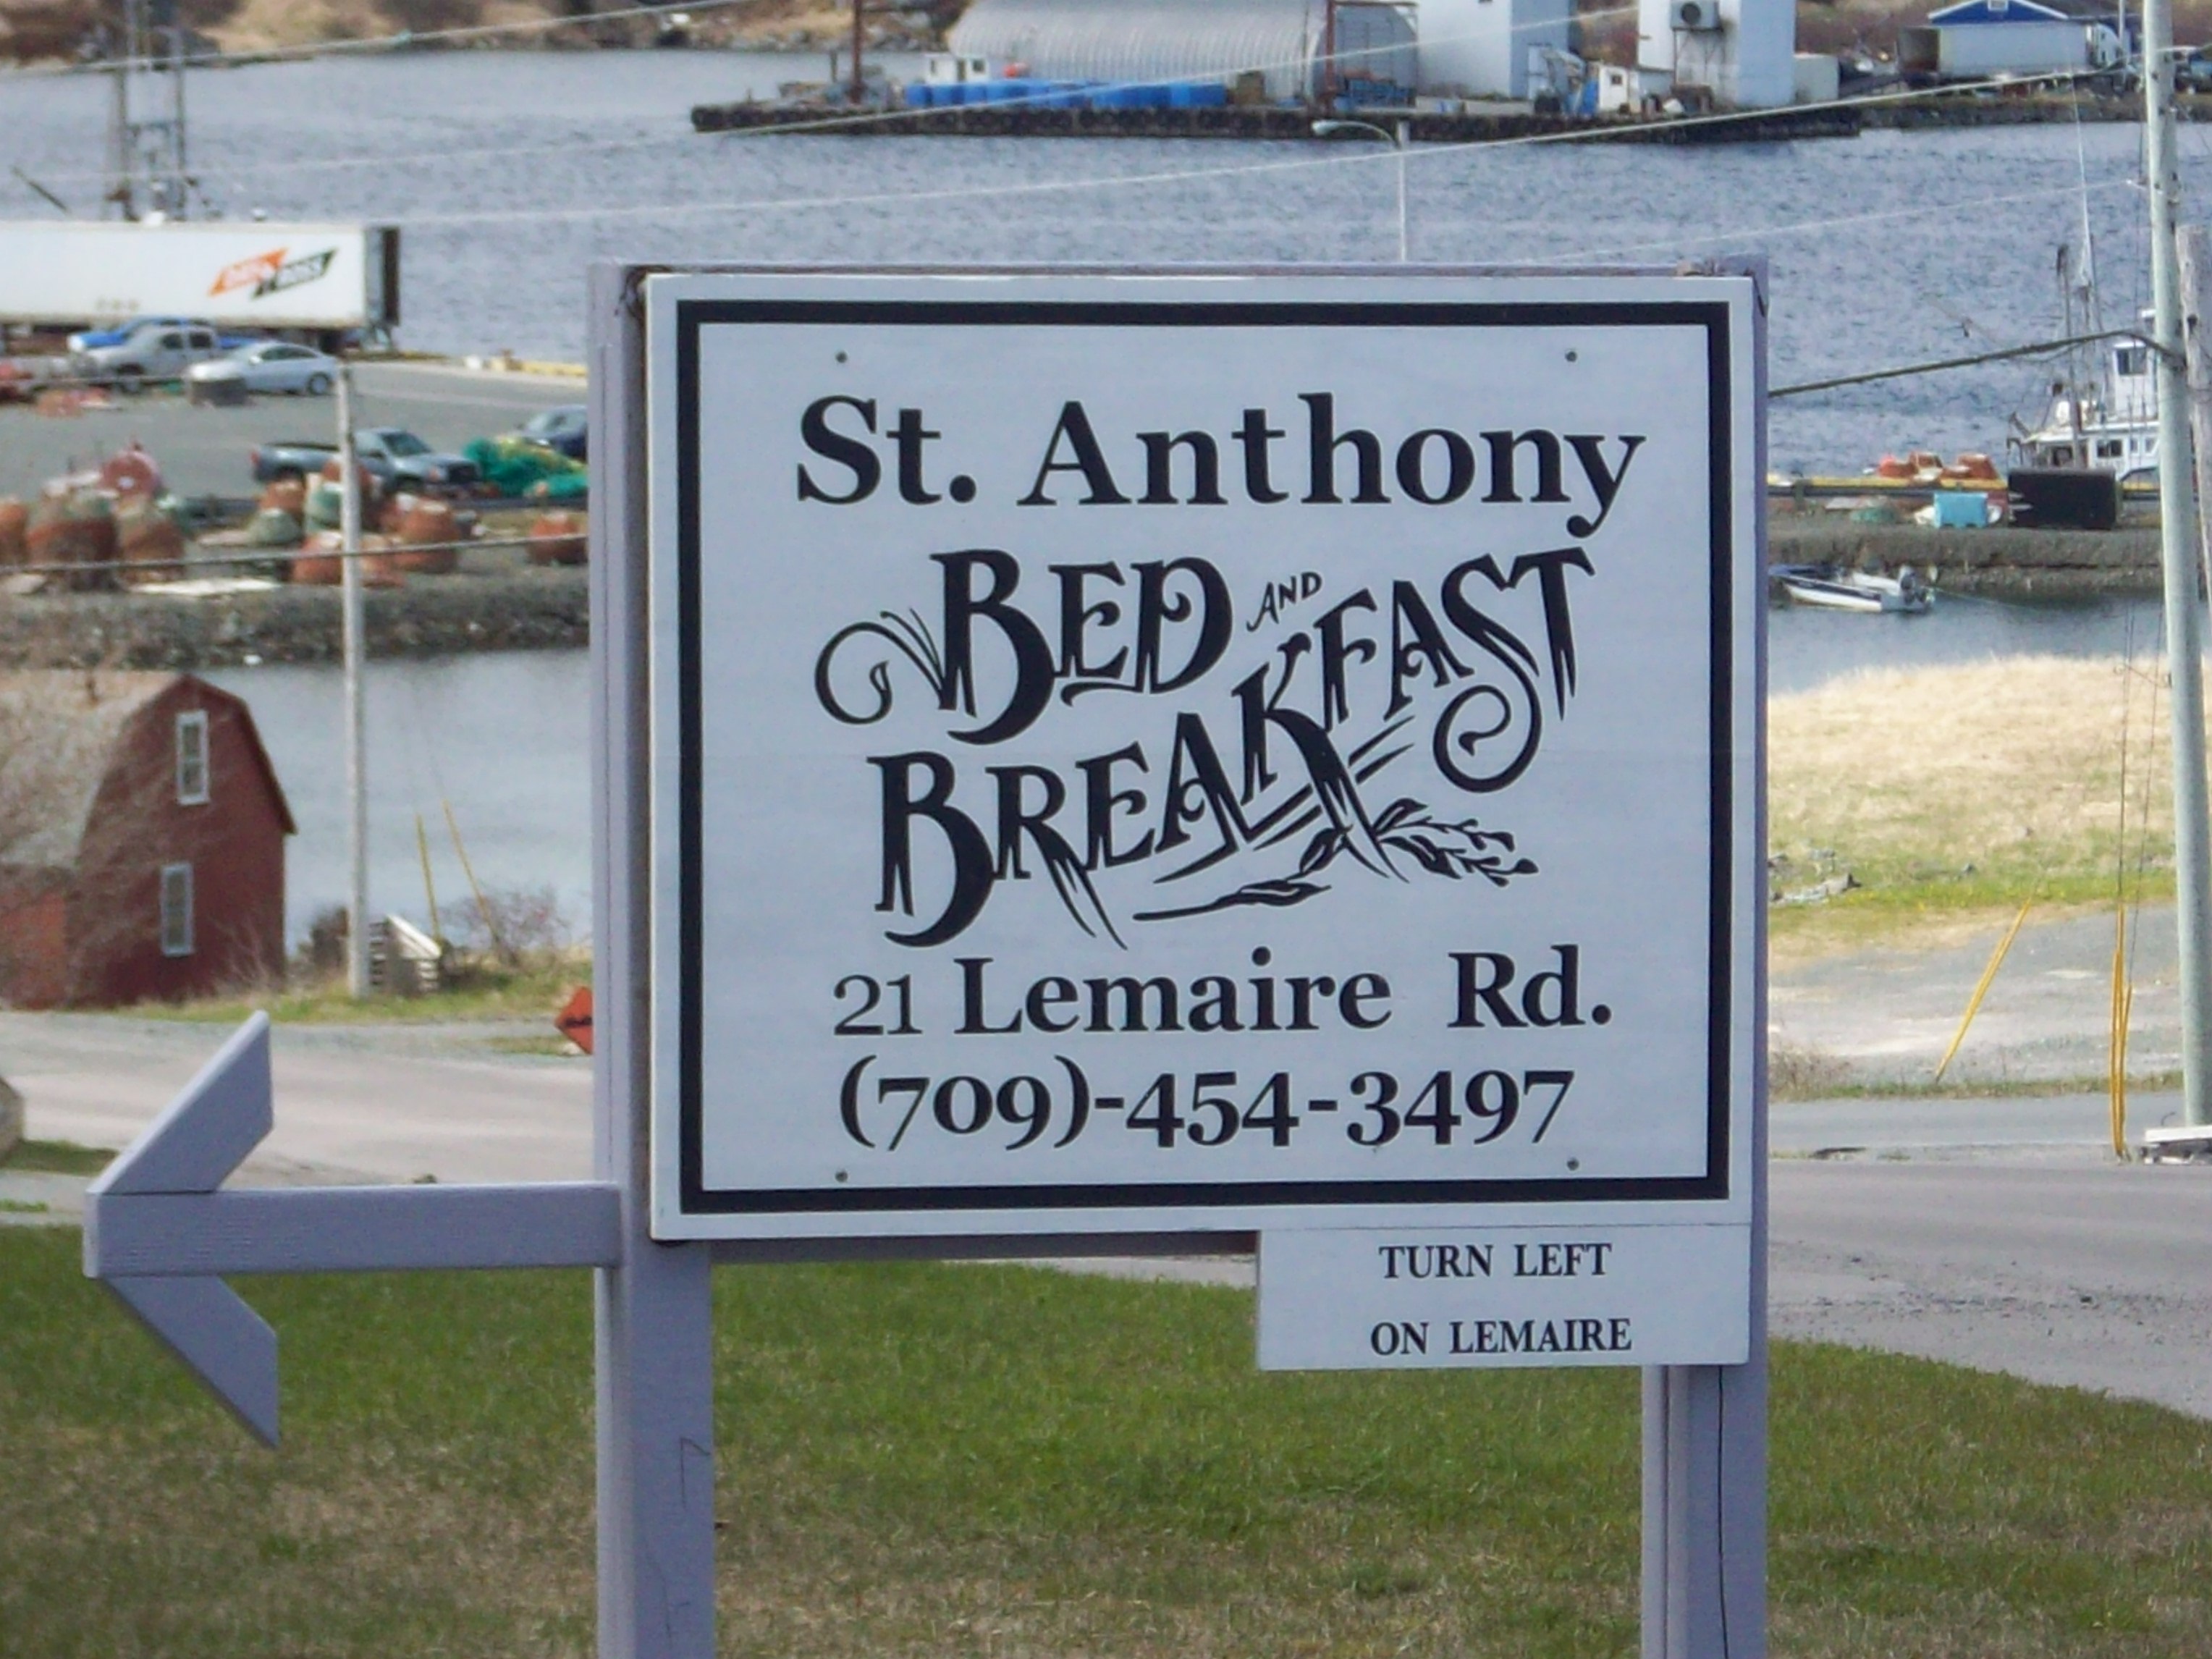 St. Anthony
BED AND
BREAKFAST
21 Lemaire Rd.
(709)-454-3497
TURN LEFT
ON LEMAIRE